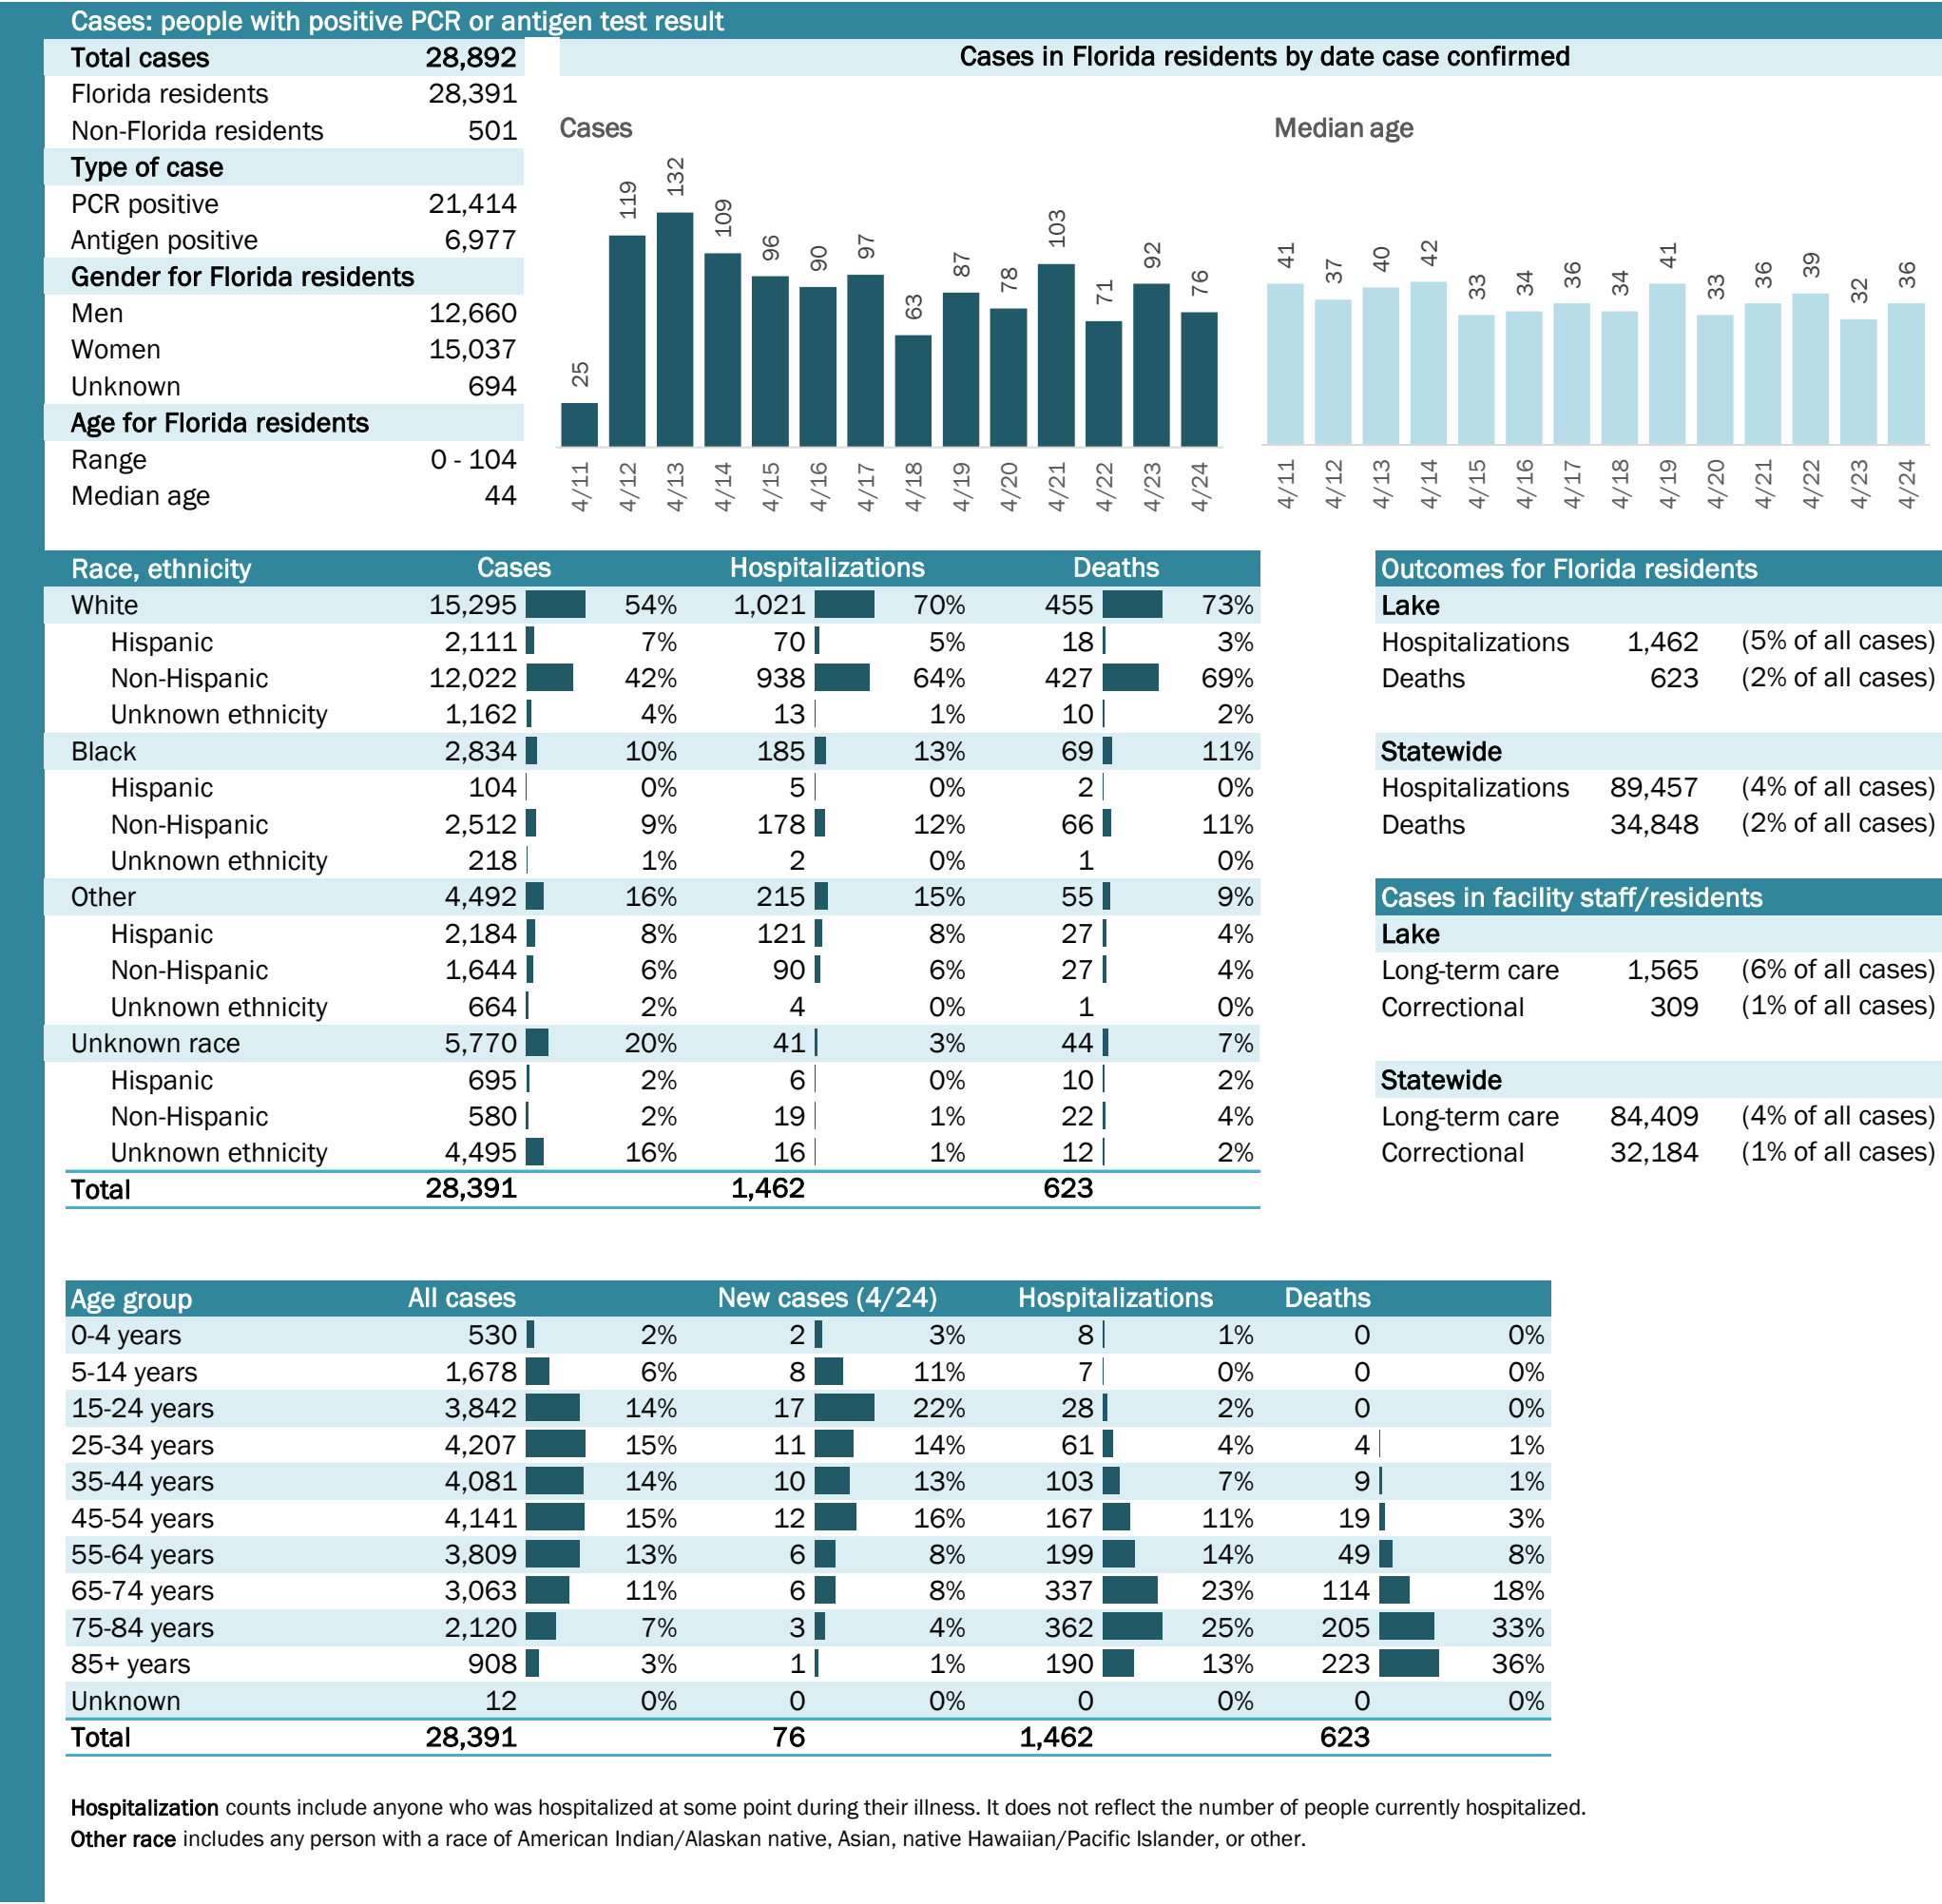 Cases: people with positive PCR or antigen test result
Total cases 28,892
Florida residents 28,391
Non-Florida residents 501
Type of case
PCR positive 21,414
Antigen positive 6,977
Gender for Florida residents
Men 12,660
Women 15,037
Unknown 694
Age for Florida residents
Range 0 - 104
Median age 44
Cases in Florida residents by date case confirmed
Cases
25 119 132 109 96 90 97 63 87 78 103 71 92 76
4/11 4/12 4/13 4/14 4/15 4/16 4/17 4/18 4/19 4/20 4/21 4/22 4/23 4/24
Median age
41 37 40 42 33 34 36 34 41 33 36 39 32 36
4/11 4/12 4/13 4/14 4/15 4/16 4/17 4/18 4/19 4/20 4/21 4/22 4/23 4/24
Race, ethnicity Cases Hospitalizations Deaths
White 15,295 54% 1,021 70% 455 73%
Hispanic 2,111 7% 70 5% 18 3%
Non-Hispanic 12,022 42% 938 64% 427 69%
Unknown ethnicity 1,162 4% 13 1% 10 2%
Black 2,834 10% 185 13% 69 11%
Hispanic 104 0% 5 0% 2 0%
Non-Hispanic 2,512 9% 178 12% 66 11%
Unknown ethnicity 218 1% 2 0% 1 0%
Other 4,492 16% 215 15% 55 9%
Hispanic 2,184 8% 121 8% 27 4%
Non-Hispanic 1,644 6% 90 6% 27 4%
Unknown ethnicity 664 2% 4 0% 1 0%
Unknown race 5,770 20% 41 3% 44 7%
Hispanic 695 2% 6 0% 10 2%
Non-Hispanic 580 2% 19 1% 22 4%
Unknown ethnicity 4,495 16% 16 1% 12 2%
Total 28,391 1,462 623
Outcomes for Florida residents
Lake
Hospitalizations 1,462 (5% of all cases)
Deaths 623 (2% of all cases)
Statewide
Hospitalizations 89,457 (4% of all cases)
Deaths 34,848 (2% of all cases)
Cases in facility staff/residents
Lake
Long-term care 1,565 (6% of all cases)
Correctional 309 (1% of all cases)
Statewide
Long-term care 84,409 (4% of all cases)
Correctional 32,184 (1% of all cases)
Age group All cases New cases (4/24) Hospitalizations Deaths
0-4 years 530 2% 2 3% 8 1% 0 0%
5-14 years 1,678 6% 8 11% 7 0% 0 0%
15-24 years 3,842 14% 17 22% 28 2% 0 0%
25-34 years 4,207 15% 11 14% 61 4% 4 1%
35-44 years 4,081 14% 10 13% 103 7% 9 1%
45-54 years 4,141 15% 12 16% 167 11% 19 3%
55-64 years 3,809 13% 6 8% 199 14% 49 8%
65-74 years 3,063 11% 6 8% 337 23% 114 18%
75-84 years 2,120 7% 3 4% 362 25% 205 33%
85+ years 908 3% 1 1% 190 13% 223 36%
Unknown 12 0% 0 0% 0 0% 0 0%
Total 28,391 76 1,462 623
Hospitalization counts include anyone who was hospitalized at some point during their illness. It does not reflect the number of people currently hospitalized.
Other race includes any person with a race of American Indian/Alaskan native, Asian, native Hawaiian/Pacific Islander, or other.